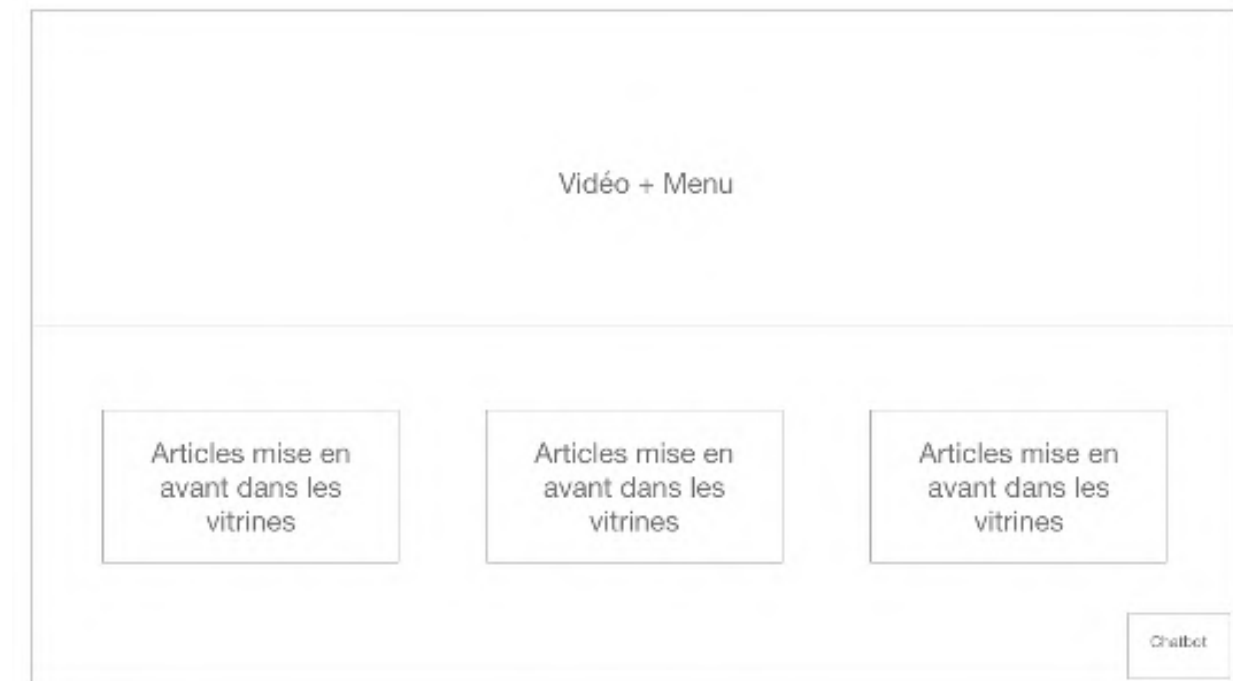 Vidéo + Menu
Articles mise en
avant dans les
vitrines
Articles mise en
avant dans les
vitrines
Articles mise en
avant dans les
vitrines
Chatbot